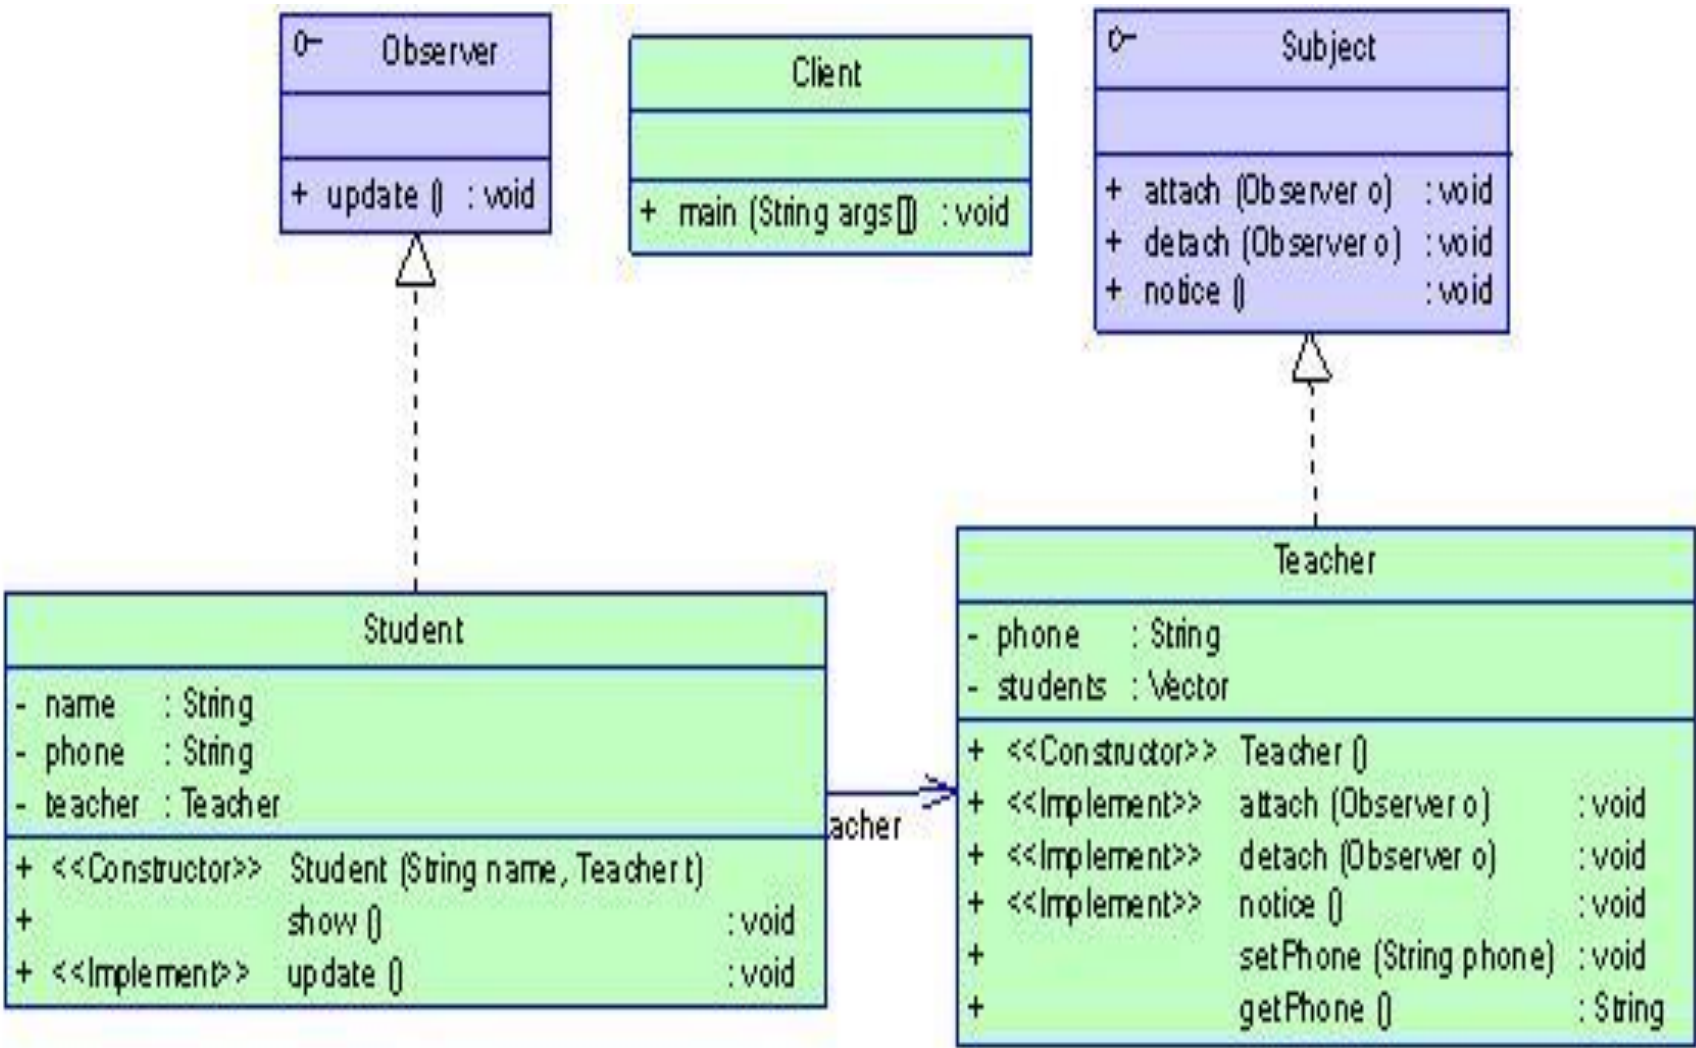 Observer
+ update () : void
Client
+ main (String args[]) : void
Subject
+ attach (Observer o) : void
+ detach (Observer o) : void
+ notice () : void
Student
- name : String
- phone : String
- teacher : Teacher
+ <<Constructor>> Student (String name, Teacher t)
+ show () : void
+ <<Implement>> update () : void
acher
Teacher
- phone : String
- students : Vector
+ <<Constructor>> Teacher ()
+ <<Implement>> attach (Observer o) : void
+ <<Implement>> detach (Observer o) : void
+ <<Implement>> notice () : void
+ setPhone (String phone) : void
+ getPhone () : String